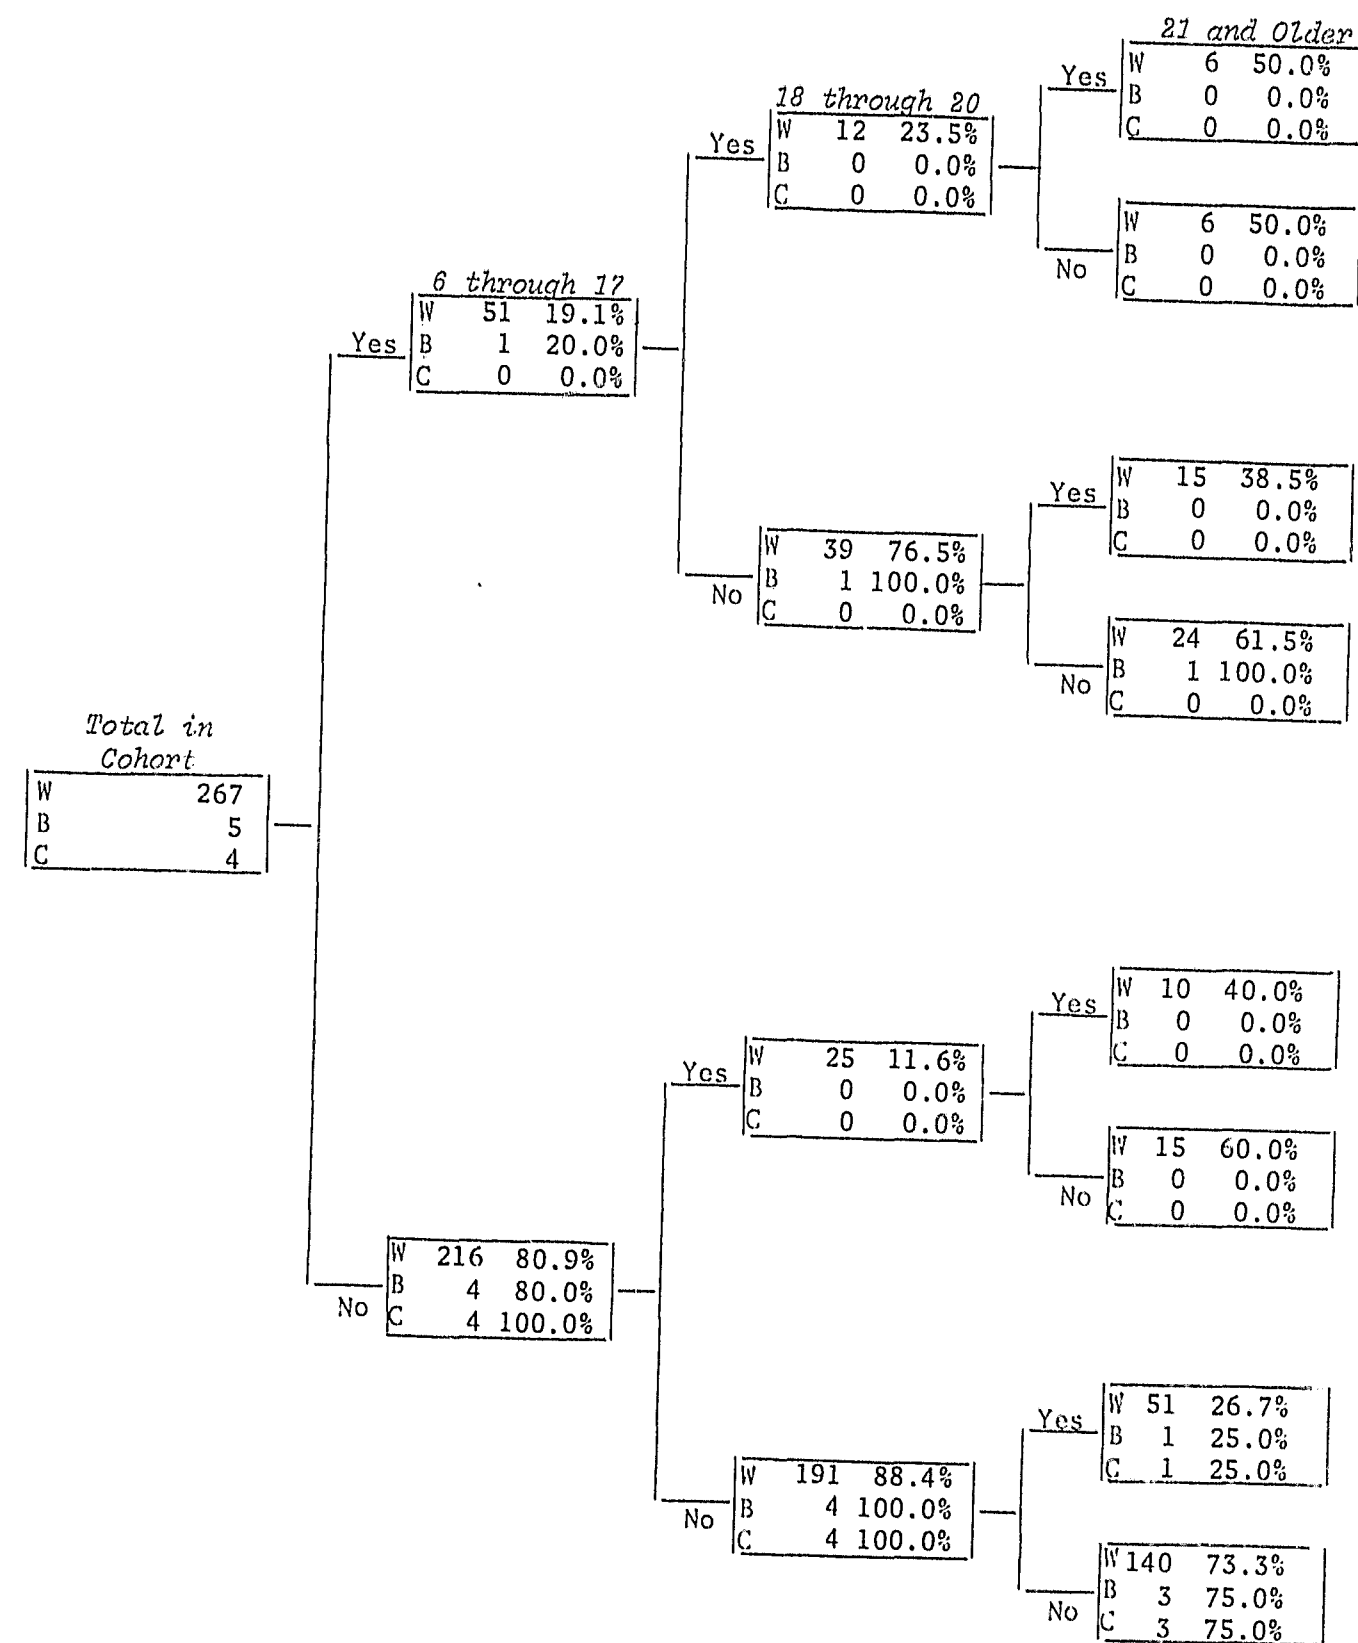 21 and Older
Yes
W 6 50.0%
B 0 0.0%
C 0 0.0%
18 through 20
Yes
W 12 23.5%
B 0 0.0%
C 0 0.0%
No
W 6 50.0%
B 0 0.0%
C 0 0.0%
6 through 17
Yes
W 51 19.1%
B 1 20.0%
C 0 0.0%
Yes
W 15 38.5%
B 0 0.0%
C 0 0.0%
No
W 39 76.5%
B 1 100.0%
C 0 0.0%
No
W 24 61.5%
B 1 100.0%
C 0 0.0%
Total in
Cohort
W 267
B 5
C 4
Yes
W 10 40.0%
B 0 0.0%
C 0 0.0%
Yes
W 25 11.6%
B 0 0.0%
C 0 0.0%
No
W 15 60.0%
B 0 0.0%
C 0 0.0%
No
W 216 80.9%
B 4 80.0%
C 4 100.0%
Yes
W 51 26.7%
B 1 25.0%
C 1 25.0%
No
W 191 88.4%
B 4 100.0%
C 4 100.0%
No
W 140 73.3%
B 3 75.0%
C 3 75.0%